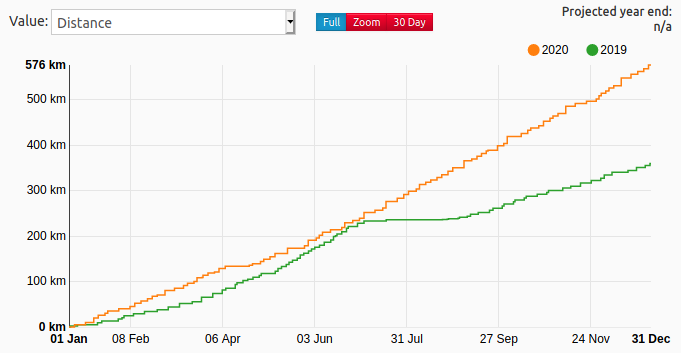 Value: Distance Full Zoom 30 Day Projected year end:
n/a
2020 2019
576 km
500 km
400 km
300 km
200 km
100 km
0 km
01 Jan 08 Feb 06 Apr 03 Jun 31 Jul 27 Sep 24 Nov 31 Dec